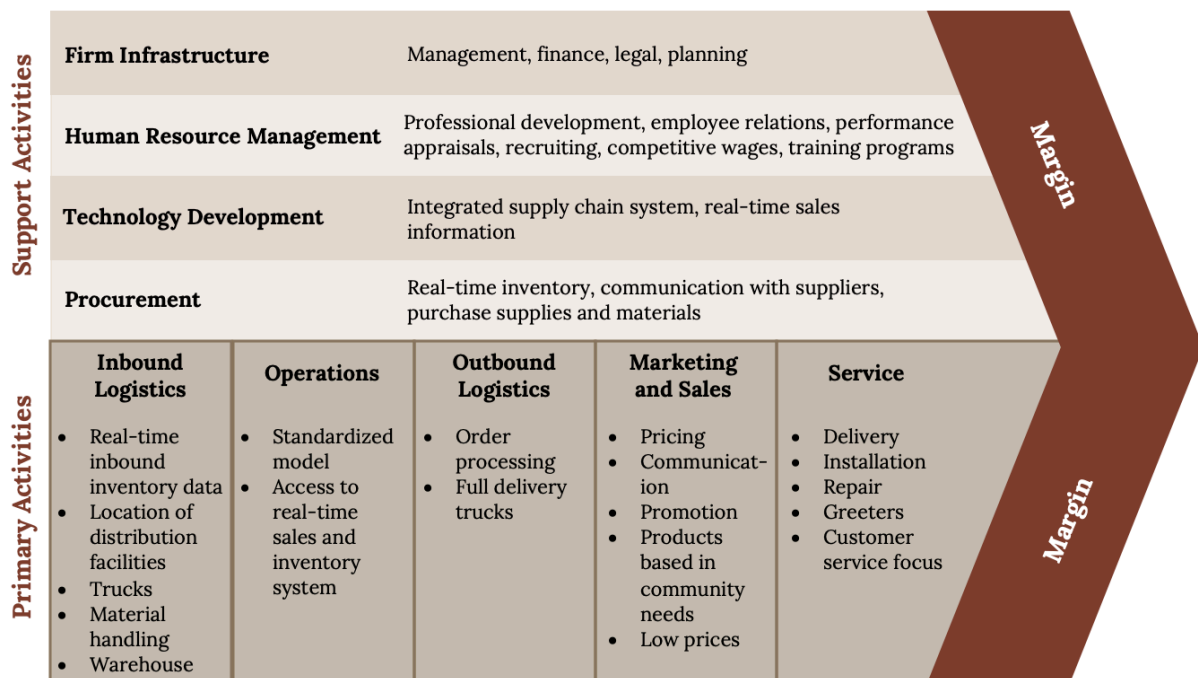 Support Activities
Firm Infrastructure
Management, finance, legal, planning
Human Resource Management
Professional development, employee relations, performance
appraisals, recruiting, competitive wages, training programs
Technology Development
Integrated supply chain system, real-time sales
information
Procurement
Real-time inventory, communication with suppliers,
purchase supplies and materials
Margin
Primary Activities
Inbound
Logistics
• Real-time
inbound
inventory data
• Location of
distribution
facilities
• Trucks
• Material
handling
• Warehouse
Operations
• Standardized
model
• Access to
real-time
sales and
inventory
system
Outbound
Logistics
• Order
processing
• Full delivery
trucks
Marketing
and Sales
• Pricing
• Communicat-
ion
• Promotion
• Products
based in
community
needs
• Low prices
Service
• Delivery
• Installation
• Repair
• Greeters
• Customer
service focus
Margin